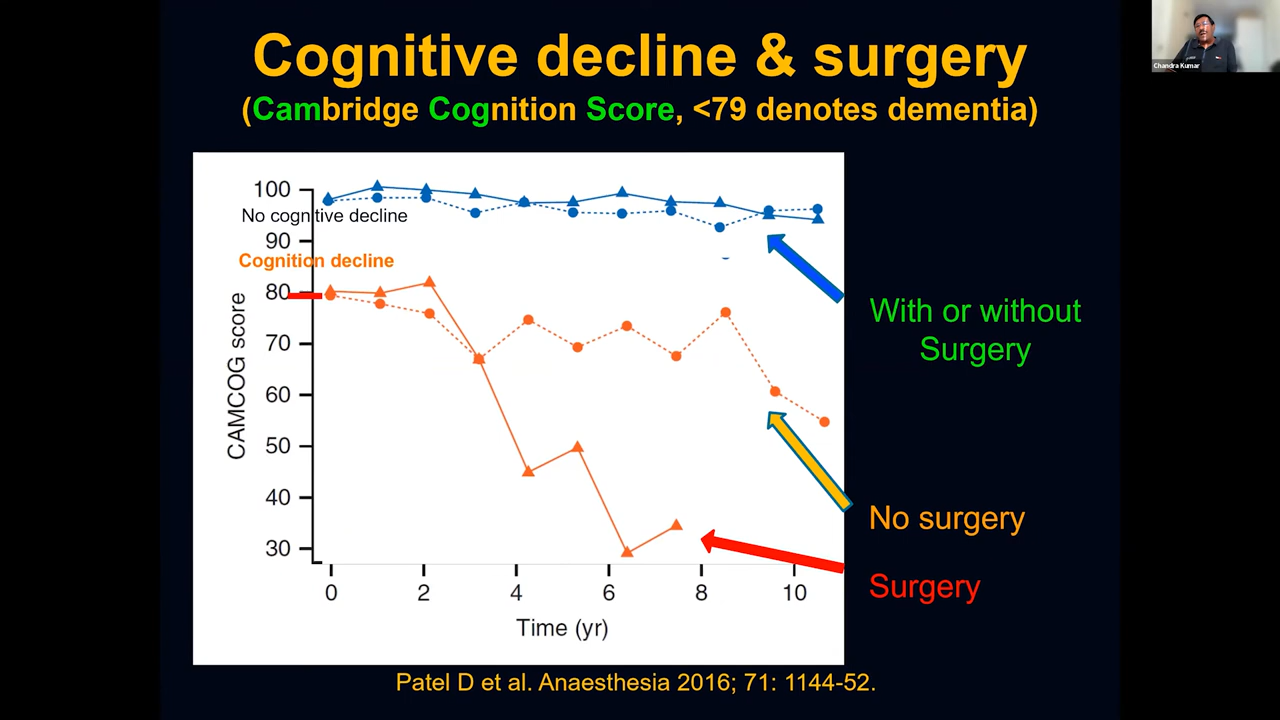 Cognitive decline & surgery
(Cambridge Cognition Score, <79 denotes dementia)
Chandra Kumar
100
No cognitive decline
90
Cognition decline
80
70
60
50
40
30
CAMCOG score
0 2 4 6 8 10
Time (yr)
With or without
Surgery
No surgery
Surgery
Patel D et al. Anaesthesia 2016; 71: 1144-52.